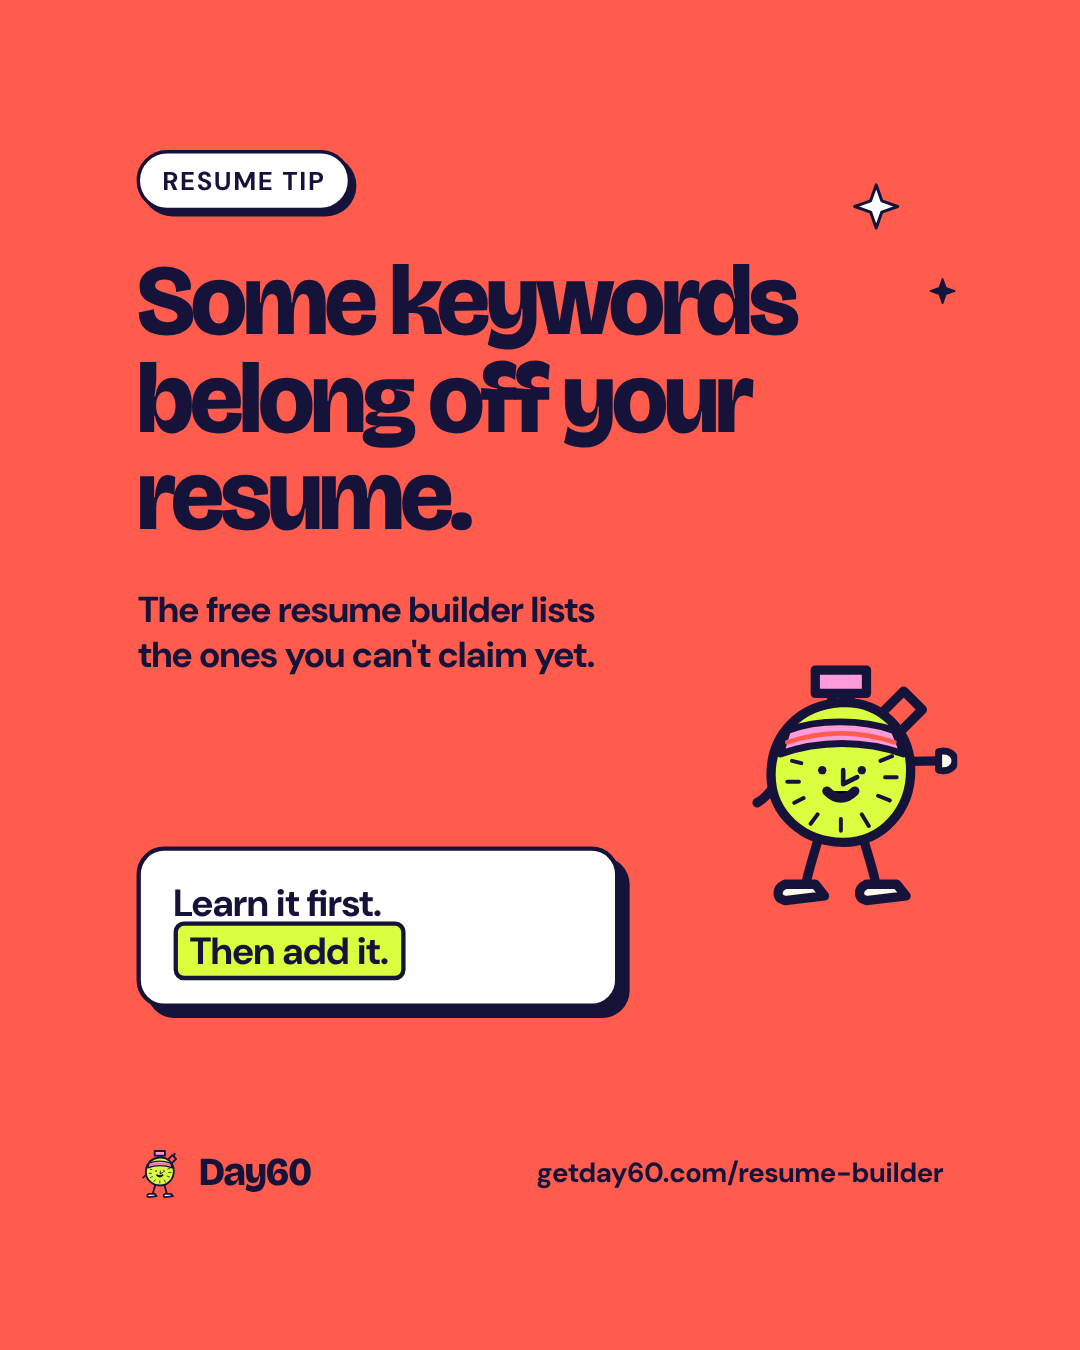 RESUME TIP
Some keywords
belong off your
resume.
The free resume builder lists
the ones you can't claim yet.
Learn it first.
Then add it.
Day60
getday60.com/resume-builder